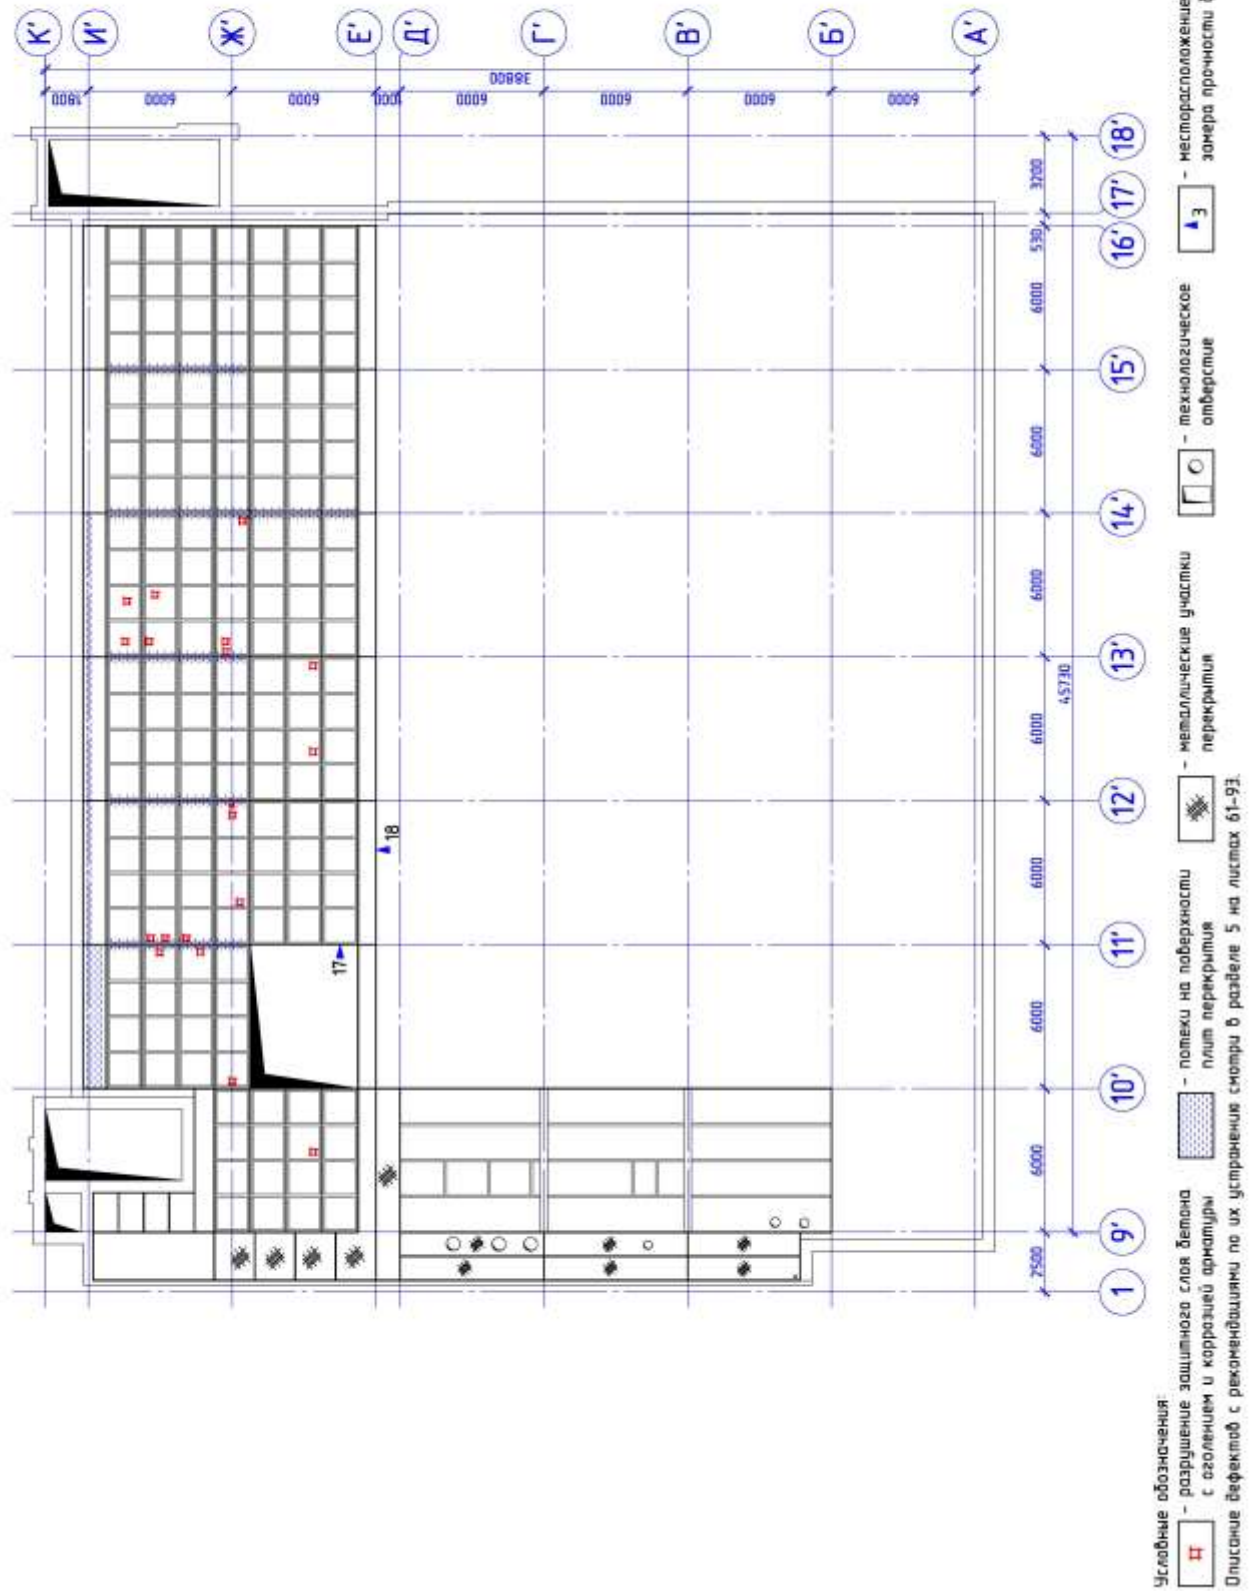 К' И' Ж' Е' Д' Г' В' Б' А'
38800
1800 6000 6000 1000 6000 6000 6000 6000
18'
17'
16'
15'
14'
13'
12'
11'
10'
9'
1
3200
530
6000
6000
6000
6000
6000
6000
6000
2500
45730
18
17
Условные обозначения:
- разрушение защитного слоя бетона
с оголением и коррозией арматуры
- потеки на поверхности
плит перекрытия
- металлические участки
перекрытия
- технологическое
отверстие
3
- месторасположение
замера прочности
Описание дефектов с рекомендациями по их устранению смотри в разделе 5 на листах 61-93.